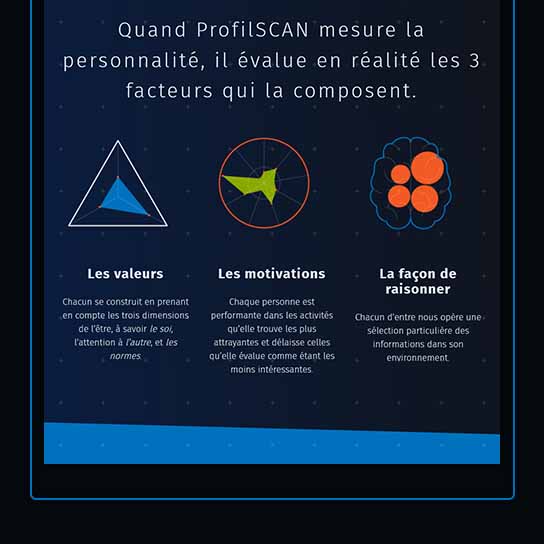 Quand ProfilSCAN mesure la
personnalité, il évalue en réalité les 3
facteurs qui la composent.
Les valeurs
Chacun se construit en prenant
en compte les trois dimensions
de l'être, à savoir le soi,
l'attention à l'autre, et les
normes.
Les motivations
Chaque personne est
performante dans les activités
qu'elle trouve les plus
attrayantes et délaisse celles
qu'elle évalue comme étant les
moins intéressantes.
La façon de
raisonner
Chacun d'entre nous opère une
sélection particulière des
informations dans son
environnement.